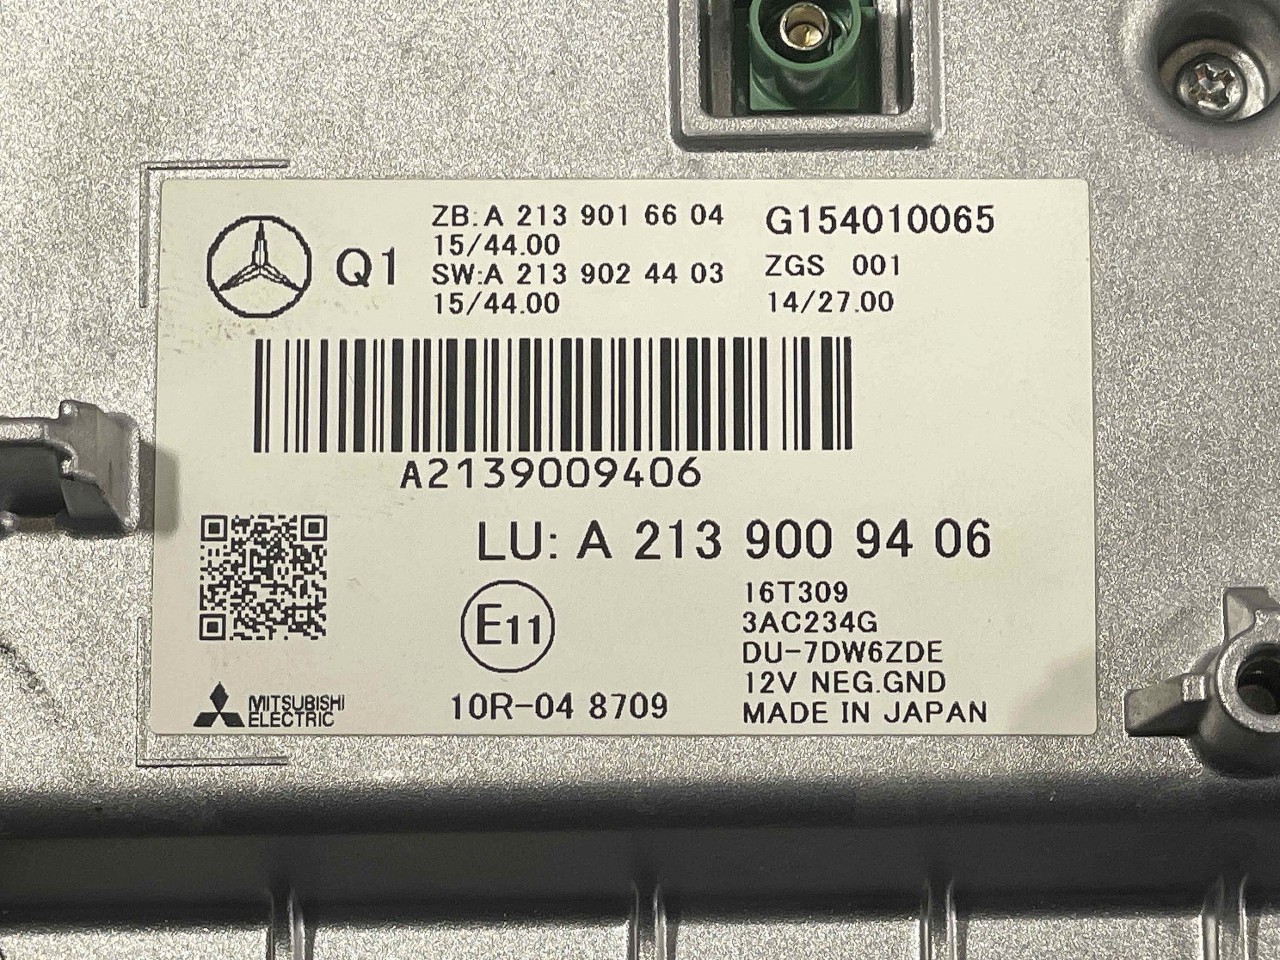 Q1
ZB:A 213 901 66 04
15/44.00
SW:A 213 902 44 03
15/44.00
G154010065
ZGS 001
14/27.00
A2139009406
LU: A 213 900 94 06
E11
10R-04 8709
16T309
3AC234G
DU-7DW6ZDE
12V NEG.GND
MADE IN JAPAN
MITSUBISHI
ELECTRIC